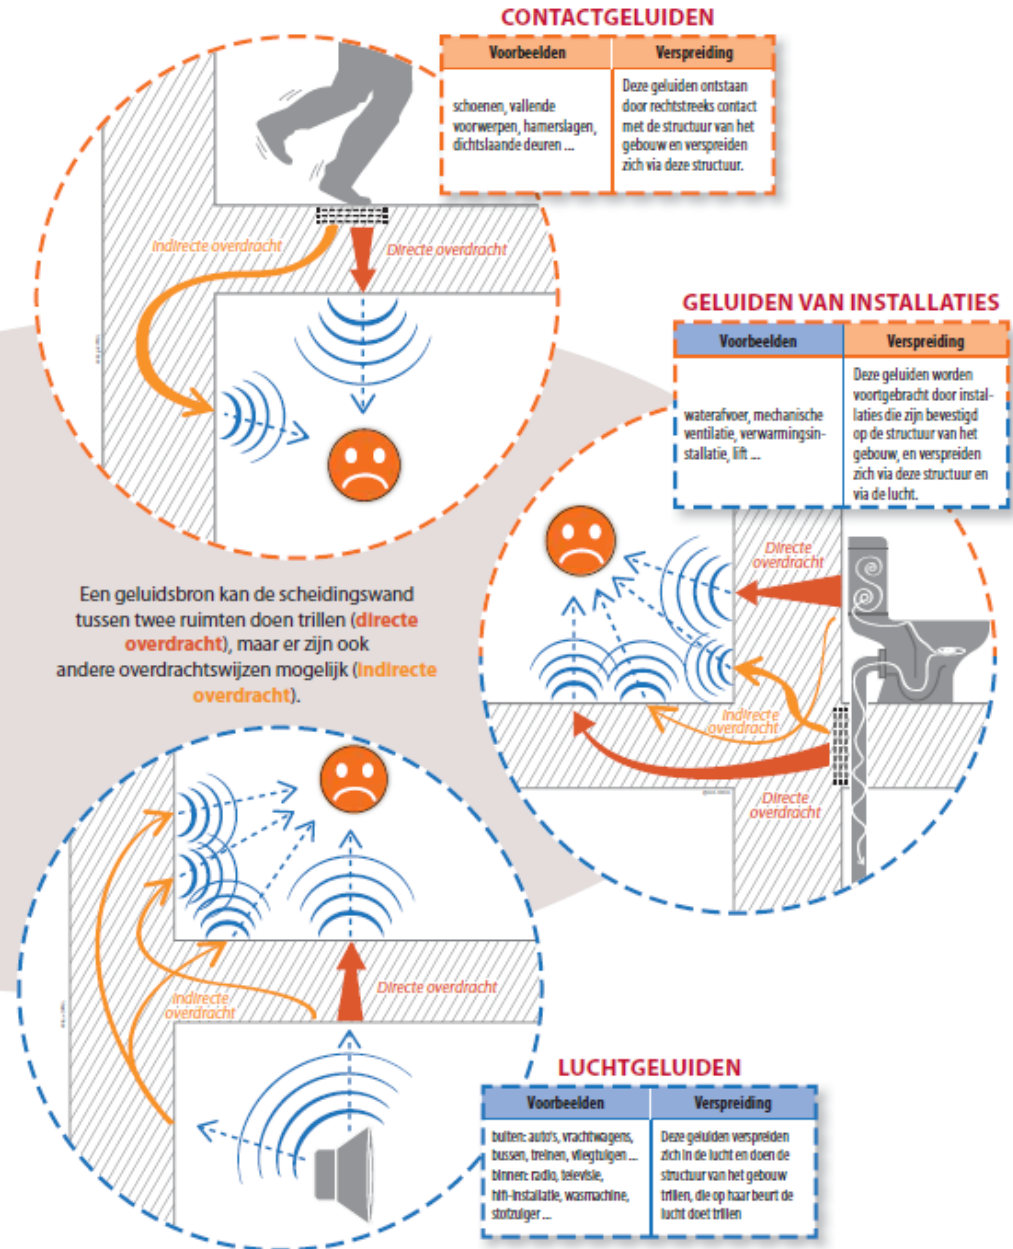 CONTACTGELUIDEN
Voorbeelden
Verspreiding
schoenen, vallende
voorwerpen, hamerslagen,
dichtslaande deuren ...
Deze geluiden ontstaan
door rechtstreeks contact
met de structuur van het
gebouw en verspreiden
zich via deze structuur.
Indirecte overdracht
Directe overdracht
GELUIDEN VAN INSTALLATIES
Voorbeelden
Verspreiding
waterafvoer, mechanische
ventilatie, verwarmingsin-
stallatie, lift ...
Deze geluiden worden
voortgebracht door instal-
laties die zijn bevestigd
op de structuur van het
gebouw, en verspreiden
zich via deze structuur en
via de lucht.
Directe
overdracht
Indirecte
overdracht
Directe
overdracht
Een geluidsbron kan de scheidingswand
tussen twee ruimten doen trillen (directe
overdracht), maar er zijn ook
andere overdrachtswijzen mogelijk (indirecte
overdracht).
Indirecte
overdracht
Directe overdracht
LUCHTGELUIDEN
Voorbeelden
Verspreiding
buiten: auto's, vrachtwagens,
bussen, treinen, vliegtuigen ...
binnen: radio, televisie,
hifi-installatie, wasmachine,
stofzuiger ...
Deze geluiden verspreiden
zich in de lucht en doen de
structuur van het gebouw
trillen, die op haar beurt de
lucht doet trillen